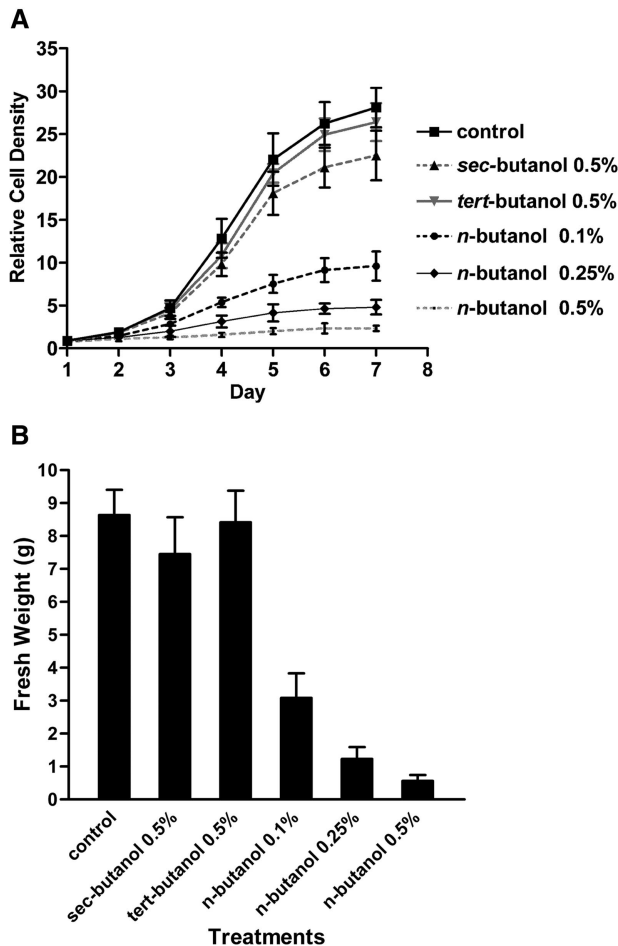 A
35
30
25
20
15
10
5
0
Relative Cell Density
1 2 3 4 5 6 7 8
Day
control
sec-butanol 0.5%
tert-butanol 0.5%
n-butanol 0.1%
n-butanol 0.25%
n-butanol 0.5%
B
10
9
8
7
6
5
4
3
2
1
0
Fresh Weight (g)
control
sec-butanol 0.5%
tert-butanol 0.5%
n-butanol 0.1%
n-butanol 0.25%
n-butanol 0.5%
Treatments